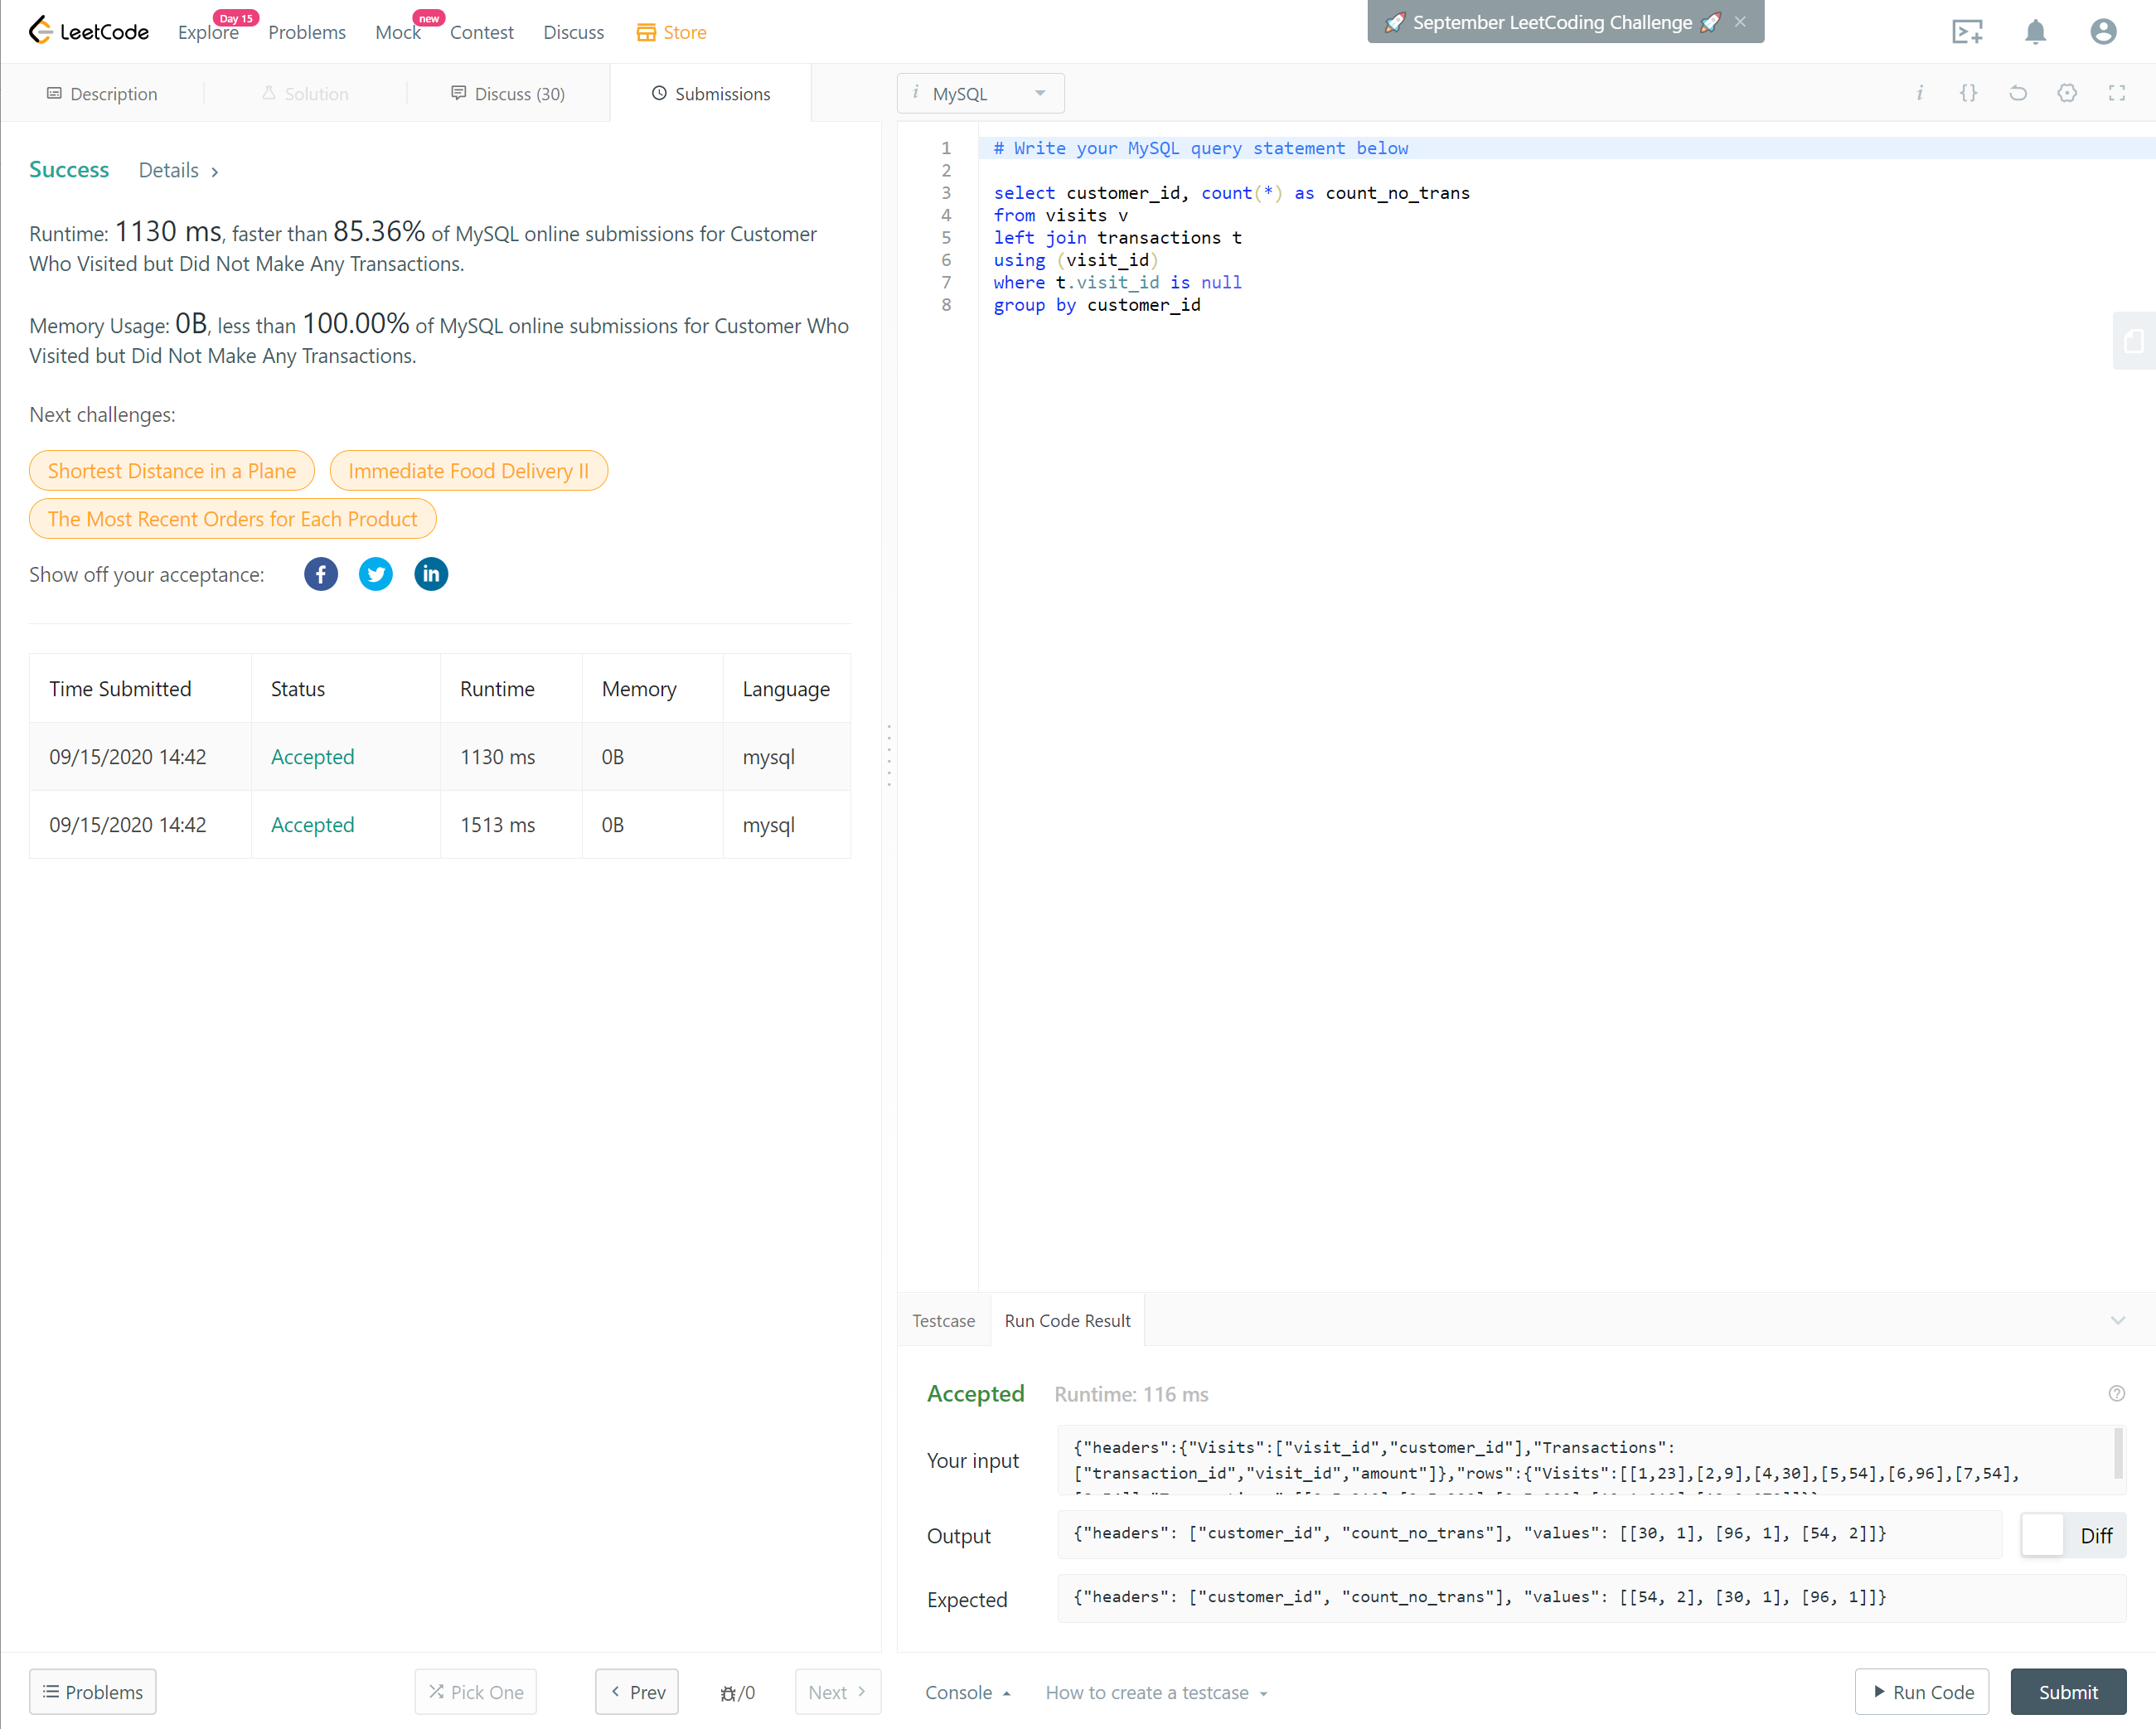 LeetCode
Explore
Day 15
Problems
Mock
new
Contest
Discuss
Store
🚀 September LeetCoding Challenge 🚀 ×
Description
Solution
Discuss (30)
Submissions
i MySQL
i {}
Success Details >
Runtime: 1130 ms, faster than 85.36% of MySQL online submissions for Customer
Who Visited but Did Not Make Any Transactions.
Memory Usage: 0B, less than 100.00% of MySQL online submissions for Customer Who
Visited but Did Not Make Any Transactions.
Next challenges:
Shortest Distance in a Plane
Immediate Food Delivery II
The Most Recent Orders for Each Product
Show off your acceptance:
f
in
Time Submitted Status Runtime Memory Language
09/15/2020 14:42 Accepted 1130 ms 0B mysql
09/15/2020 14:42 Accepted 1513 ms 0B mysql
1 # Write your MySQL query statement below
2
3 select customer_id, count(*) as count_no_trans
4 from visits v
5 left join transactions t
6 using (visit_id)
7 where t.visit_id is null
8 group by customer_id
Testcase
Run Code Result
Accepted Runtime: 116 ms
?
Your input
{"headers":{"Visits":["visit_id","customer_id"],"Transactions":
["transaction_id","visit_id","amount"]},"rows":{"Visits":[[1,23],[2,9],[4,30],[5,54],[6,96],[7,54],
Output
{"headers": ["customer_id", "count_no_trans"], "values": [[30, 1], [96, 1], [54, 2]]}
Diff
Expected
{"headers": ["customer_id", "count_no_trans"], "values": [[54, 2], [30, 1], [96, 1]]}
Problems
Pick One
< Prev
/0
Next >
Console
How to create a testcase
Run Code
Submit